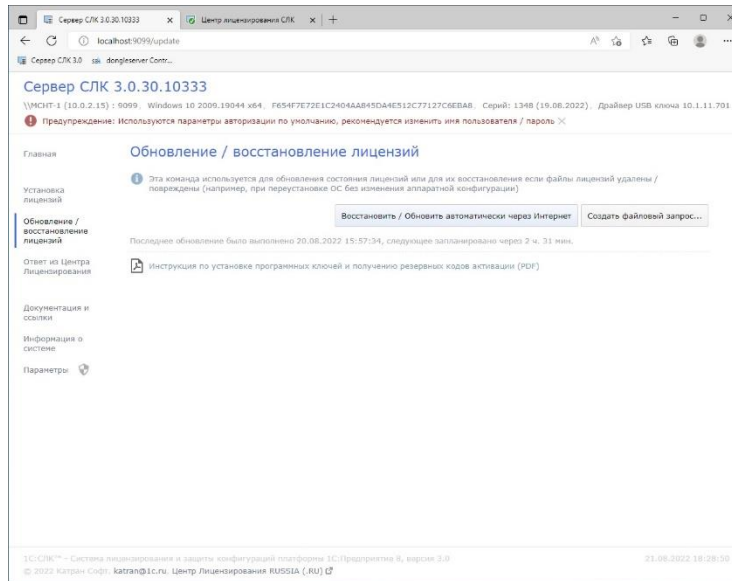 Сервер СЛК 3.0.30.10333
Центр лицензирования СЛК
localhost:9099/update
Сервер СЛК 3.0
dongleserver Contr...
Сервер СЛК 3.0.30.10333
\\МСНТ-1 (10.0.2.15) : 9099, Windows 10 2009.19044 x64, F654F7E72E1C2404AA845DA4E512C77127C6EBA8, Серий: 1348 (19.08.2022), Драйвер USB ключа 10.1.11.701
Предупреждение: Используются параметры авторизации по умолчанию, рекомендуется изменить имя пользователя / пароль
Главная
Установка
лицензий
Обновление /
восстановление
лицензий
Ответ из Центра
Лицензирования
Документация и
ссылки
Информация о
системе
Параметры
Обновление / восстановление лицензий
Эта команда используется для обновления состояния лицензий или для их восстановления если файлы лицензий удалены /
повреждены (например, при переустановке ОС без изменения аппаратной конфигурации)
Восстановить / Обновить автоматически через Интернет
Создать файловый запрос...
Последнее обновление было выполнено 20.08.2022 15:57:34, следующее запланировано через 2 ч. 31 мин.
Инструкция по установке программных ключей и получению резервных кодов активации (PDF)
1С:СЛК™ - Система лицензирования и защиты конфигураций платформы 1С:Предприятие 8, версия 3.0
21.08.2022 18:28:50
© 2022 Катран Софт, katran@1c.ru. Центр Лицензирования RUSSIA (.RU)